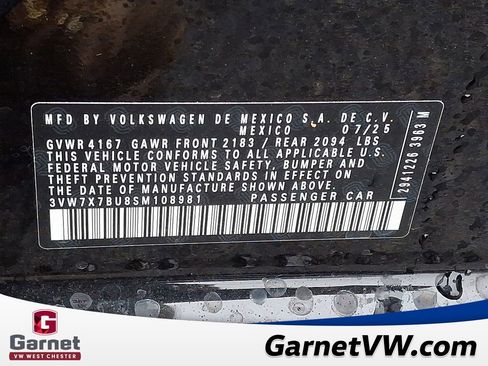 MFD BY VOLKSWAGEN DE MEXICO S.A. DE C.V.
MEXICO 07/25
GVWR 4167 GAWR FRONT 2183 / REAR 2094 LBS
THIS VEHICLE CONFORMS TO ALL APPLICABLE U.S.
FEDERAL MOTOR VEHICLE SAFETY, BUMPER AND
THEFT PREVENTION STANDARDS IN EFFECT ON THE
DATE OF MANUFACTURE SHOWN ABOVE.
3VW7X7BU8SM108981 PASSENGER CAR
2941226 3963 M
G
Garnet
VW WEST CHESTER
GarnetVW.com